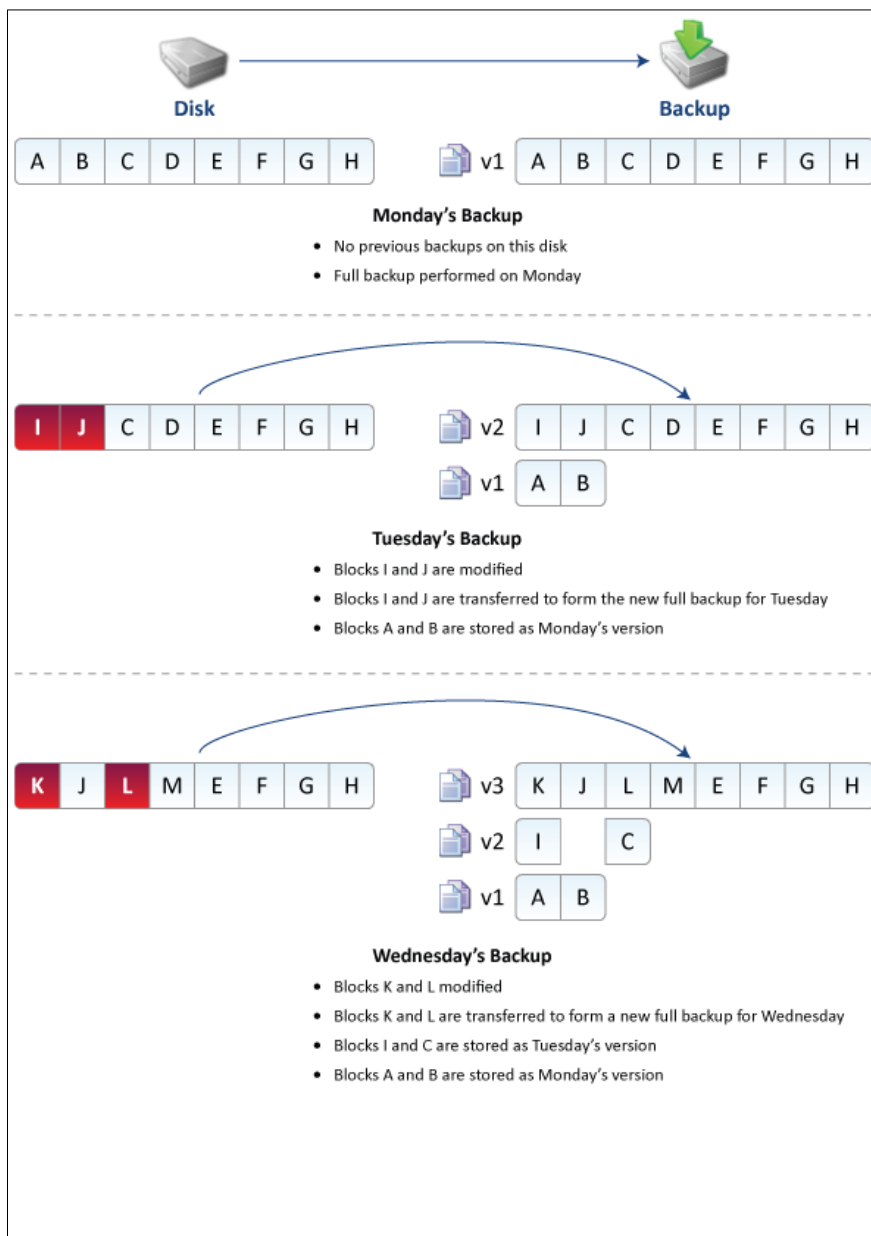 Disk Backup
A B C D E F G H v1 A B C D E F G H
Monday’s Backup
• No previous backups on this disk
• Full backup performed on Monday
I J C D E F G H v2 I J C D E F G H
v1 A B
Tuesday’s Backup
• Blocks I and J are modified
• Blocks I and J are transferred to form the new full backup for Tuesday
• Blocks A and B are stored as Monday’s version
K J L M E F G H v3 K J L M E F G H
v2 I C
v1 A B
Wednesday’s Backup
• Blocks K and L modified
• Blocks K and L are transferred to form a new full backup for Wednesday
• Blocks I and C are stored as Tuesday’s version
• Blocks A and B are stored as Monday’s version